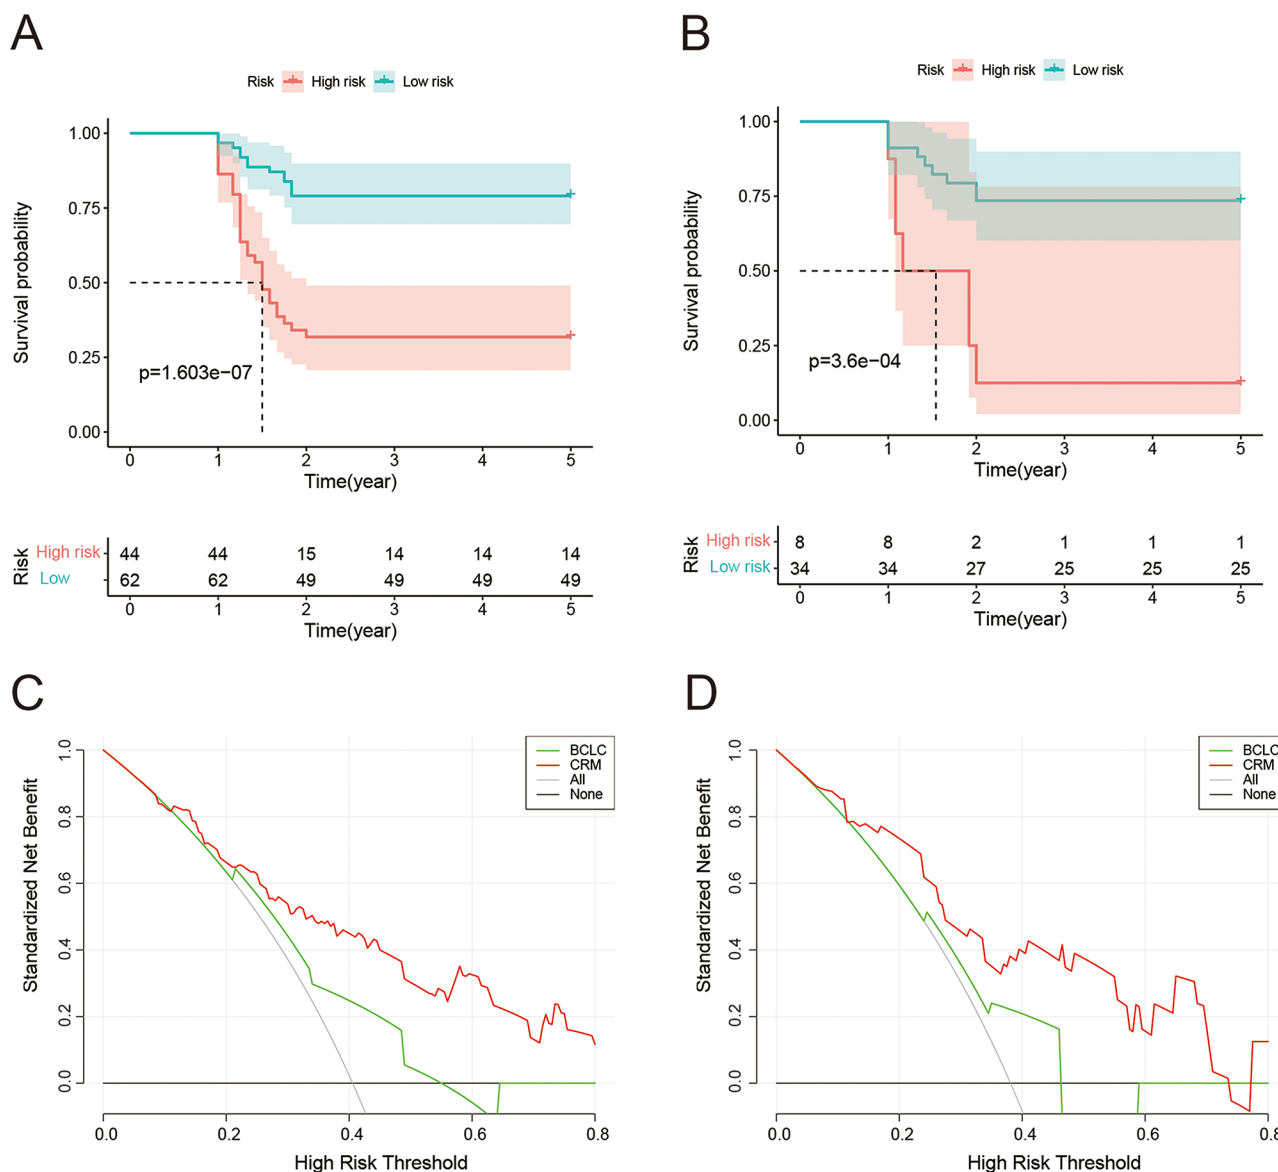 A
Risk High risk Low risk
1.00
0.75
0.50
0.25
0.00
Survival probability
p=1.603e−07
0 1 2 3 4 5
Time(year)
Risk
High risk 44 44 15 14 14 14
Low 62 62 49 49 49 49
0 1 2 3 4 5
Time(year)
B
Risk High risk Low risk
1.00
0.75
0.50
0.25
0.00
Survival probability
p=3.6e−04
0 1 2 3 4 5
Time(year)
Risk
High risk 8 8 2 1 1 1
Low risk 34 34 27 25 25 25
0 1 2 3 4 5
Time(year)
C
BCLC
CRM
All
None
1.0
0.8
0.6
0.4
0.2
0.0
Standardized Net Benefit
0.0 0.2 0.4 0.6 0.8
High Risk Threshold
D
BCLC
CRM
All
None
1.0
0.8
0.6
0.4
0.2
0.0
Standardized Net Benefit
0.0 0.2 0.4 0.6 0.8
High Risk Threshold